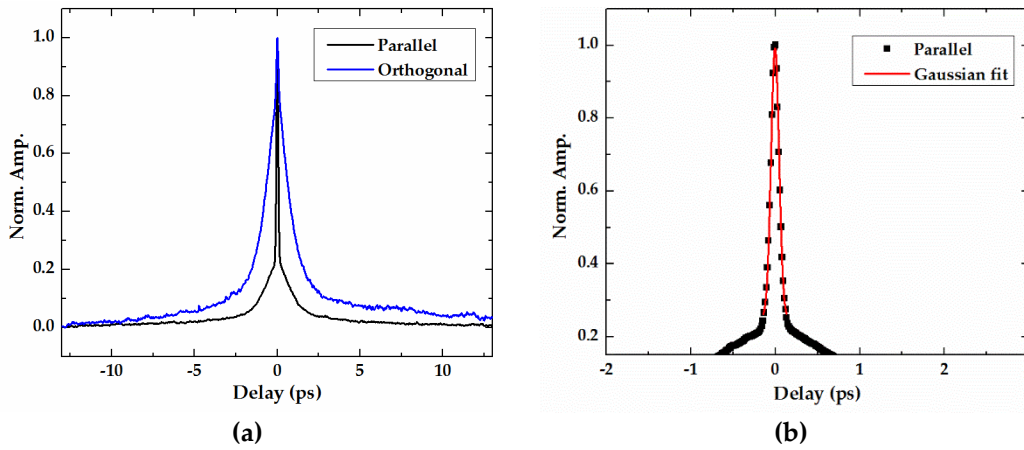 Parallel
Orthogonal
1.0
0.8
0.6
0.4
0.2
0.0
Norm. Amp.
-10
-5
0
5
10
Delay (ps)
(a)
Parallel
Gaussian fit
1.0
0.8
0.6
0.4
0.2
Norm. Amp.
-2
-1
0
1
2
Delay (ps)
(b)